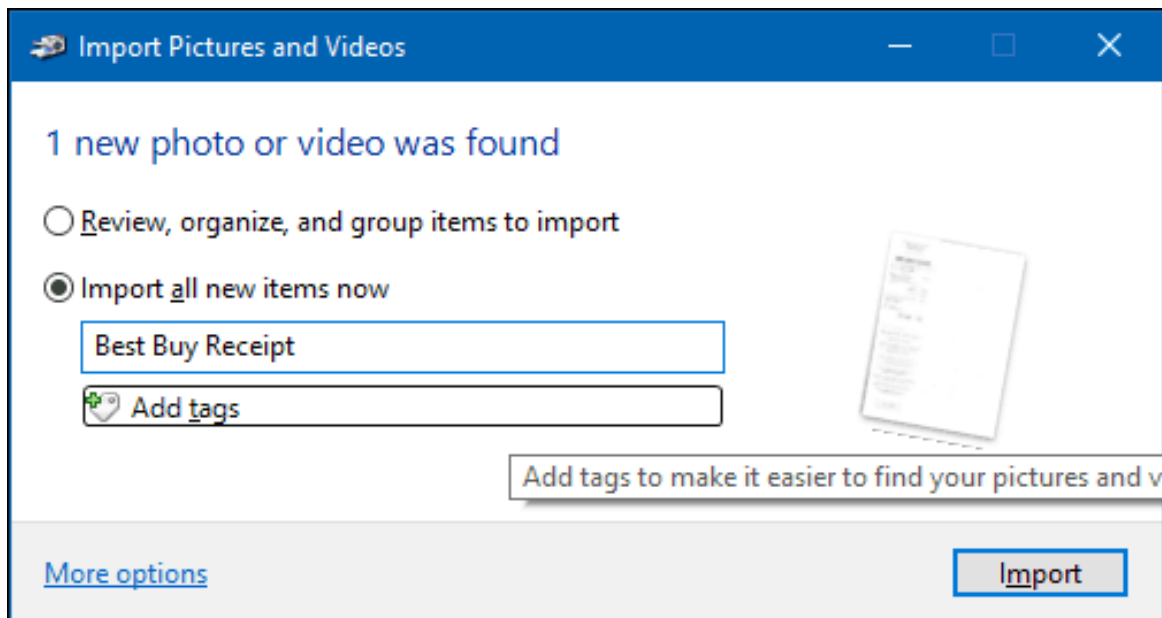 Import Pictures and Videos
1 new photo or video was found
Review, organize, and group items to import
Import all new items now
Best Buy Receipt
Add tags
Add tags to make it easier to find your pictures and v
More options
Import